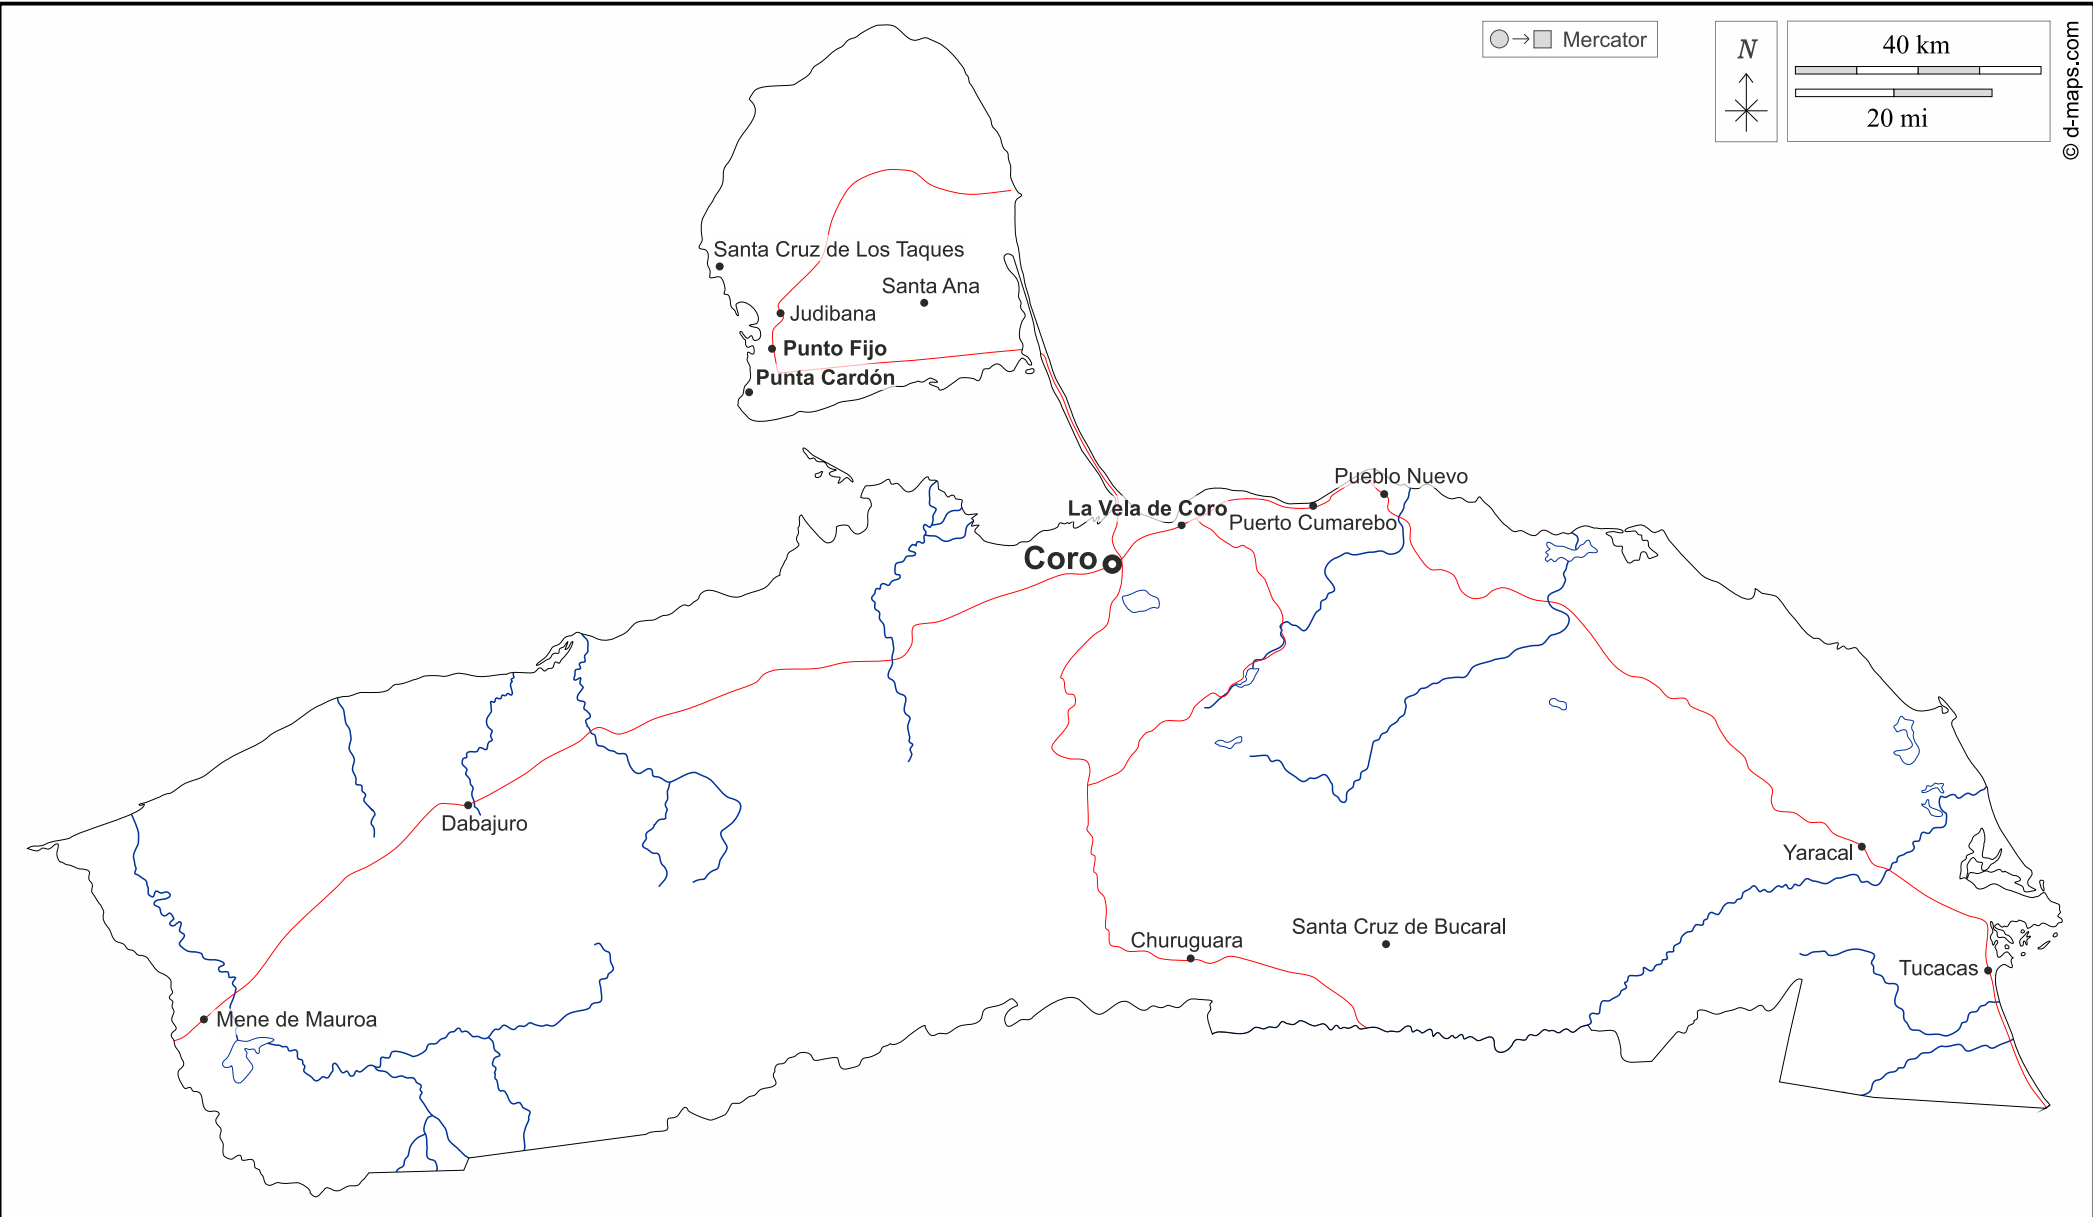 Mercator
N
40 km
20 mi
© d-maps.com
Santa Cruz de Los Taques
Santa Ana
Judibana
Punto Fijo
Punta Cardón
Pueblo Nuevo
La Vela de Coro
Puerto Cumarebo
Coro
Dabajuro
Yaracal
Santa Cruz de Bucaral
Churuguara
Tucacas
Mene de Mauroa